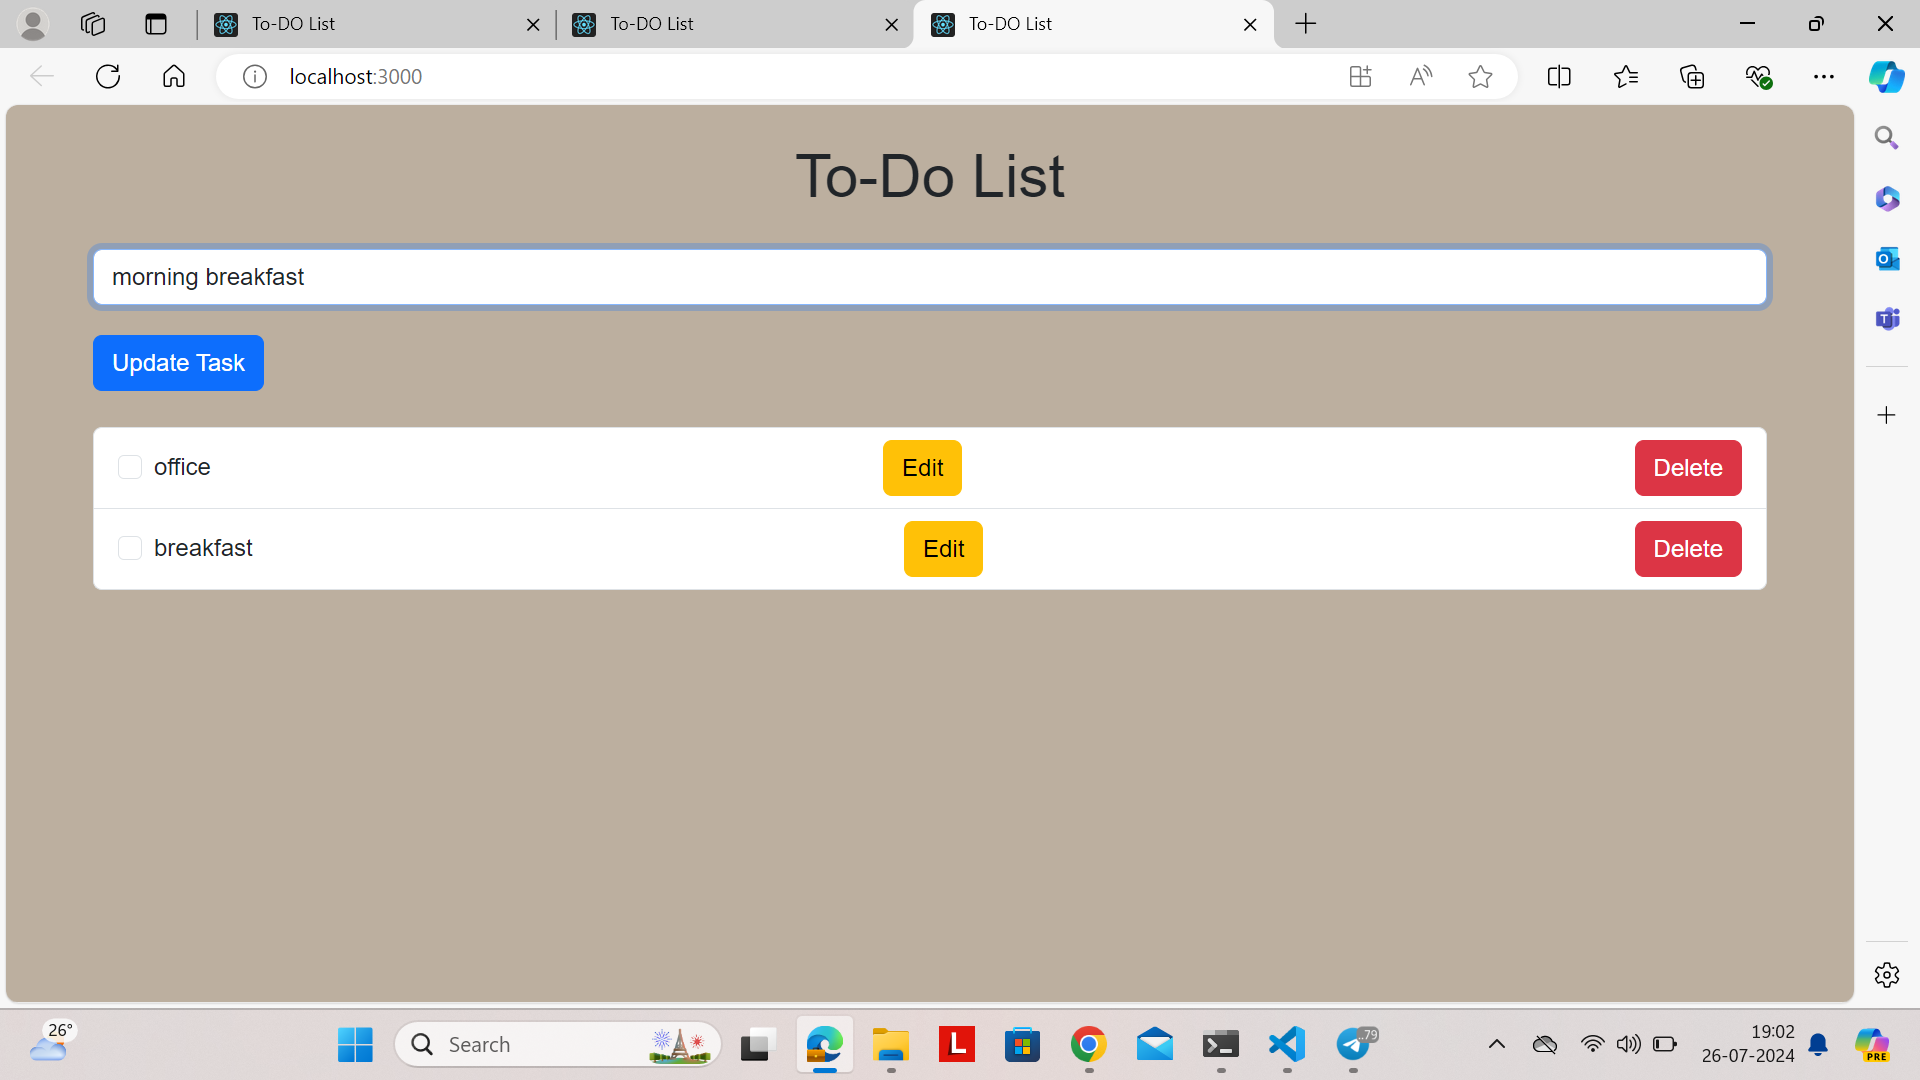 To-DO List
To-DO List
To-DO List
localhost:3000
To-Do List
morning breakfast
Update Task
office Edit Delete
breakfast Edit Delete
26°
Search
L
79
19:02
26-07-2024
PRE